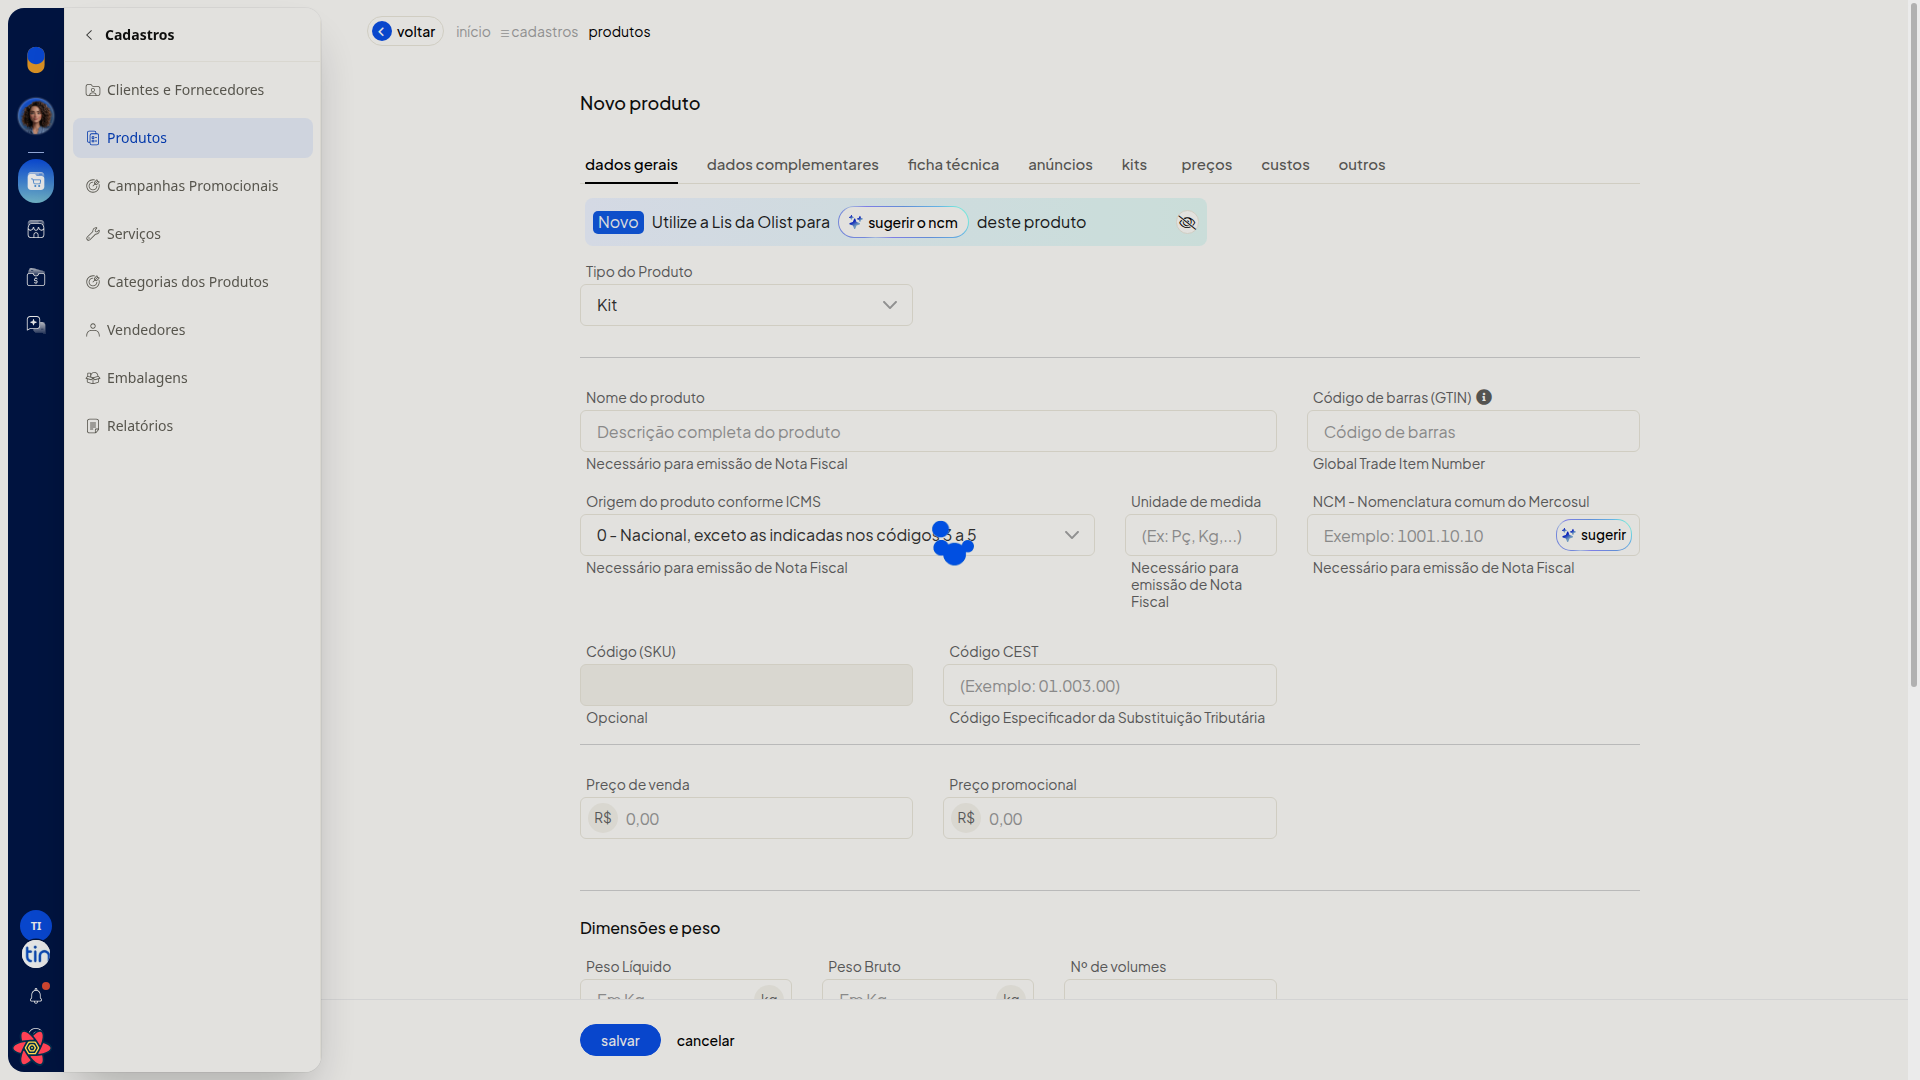 Cadastros
Clientes e Fornecedores
Produtos
Campanhas Promocionais
Serviços
Categorias dos Produtos
Vendedores
Embalagens
Relatórios
TI
tin
voltar início cadastros produtos
Novo produto
dados gerais dados complementares ficha técnica anúncios kits preços custos outros
Novo Utilize a Lis da Olist para sugerir o ncm deste produto
Tipo do Produto
Kit
Nome do produto Código de barras (GTIN)
Descrição completa do produto Código de barras
Necessário para emissão de Nota Fiscal Global Trade Item Number
Origem do produto conforme ICMS Unidade de medida NCM - Nomenclatura comum do Mercosul
0 - Nacional, exceto as indicadas nos códigos a 5 (Ex: Pç, Kg,...) Exemplo: 1001.10.10 sugerir
Necessário para emissão de Nota Fiscal Necessário para emissão de Nota Fiscal Necessário para emissão de Nota Fiscal
Código (SKU) Código CEST
(Exemplo: 01.003.00)
Opcional Código Especificador da Substituição Tributária
Preço de venda Preço promocional
R$ 0,00 R$ 0,00
Dimensões e peso
Peso Líquido Peso Bruto Nº de volumes
Em Kg kg Em Kg kg
salvar cancelar